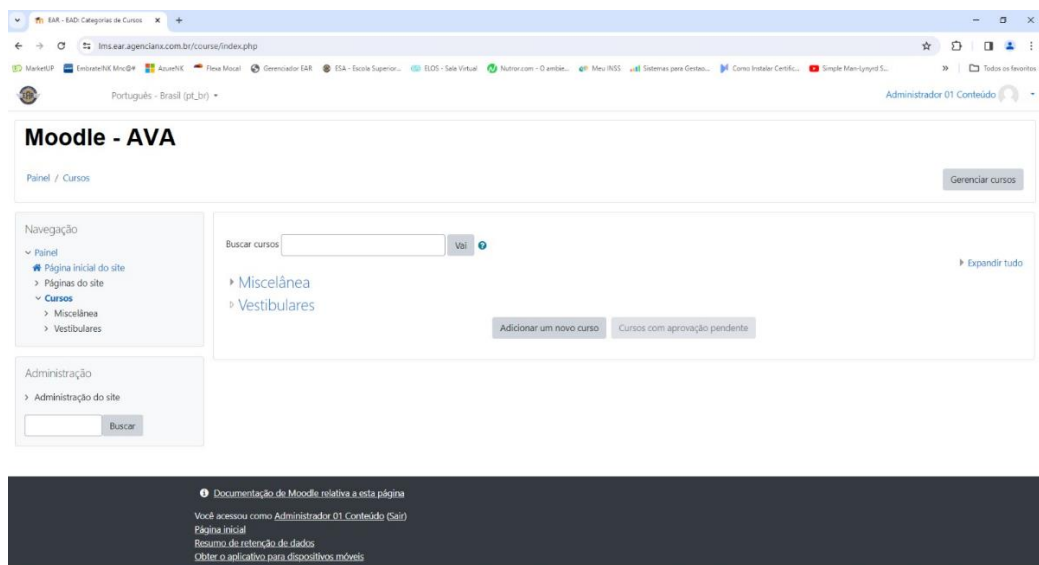 EAR - EAD: Categorias de Cursos
lms.ear.agencianx.com.br/course/index.php
MarketUP EmbratelNX Mnc@# AzureNX Flexa Mocal Gerenciador EAR ESA - Escola Superior... ELOS - Sala Virtual Nutror.com - O ambie... Meu INSS Sistemas para Gestao... Como Instalar Certific... Simple Man-Lynyrd S... Todos os favoritos
Português - Brasil (pt_br)
Administrador 01 Conteúdo
Moodle - AVA
Painel / Cursos
Gerenciar cursos
Navegação
Painel
Página inicial do site
Páginas do site
Cursos
Miscelânea
Vestibulares
Administração
Administração do site
Buscar
Buscar cursos
Vai
Expandir tudo
Miscelânea
Vestibulares
Adicionar um novo curso
Cursos com aprovação pendente
Documentação de Moodle relativa a esta página
Você acessou como Administrador 01 Conteúdo (Sair)
Página inicial
Resumo de retenção de dados
Obter o aplicativo para dispositivos móveis